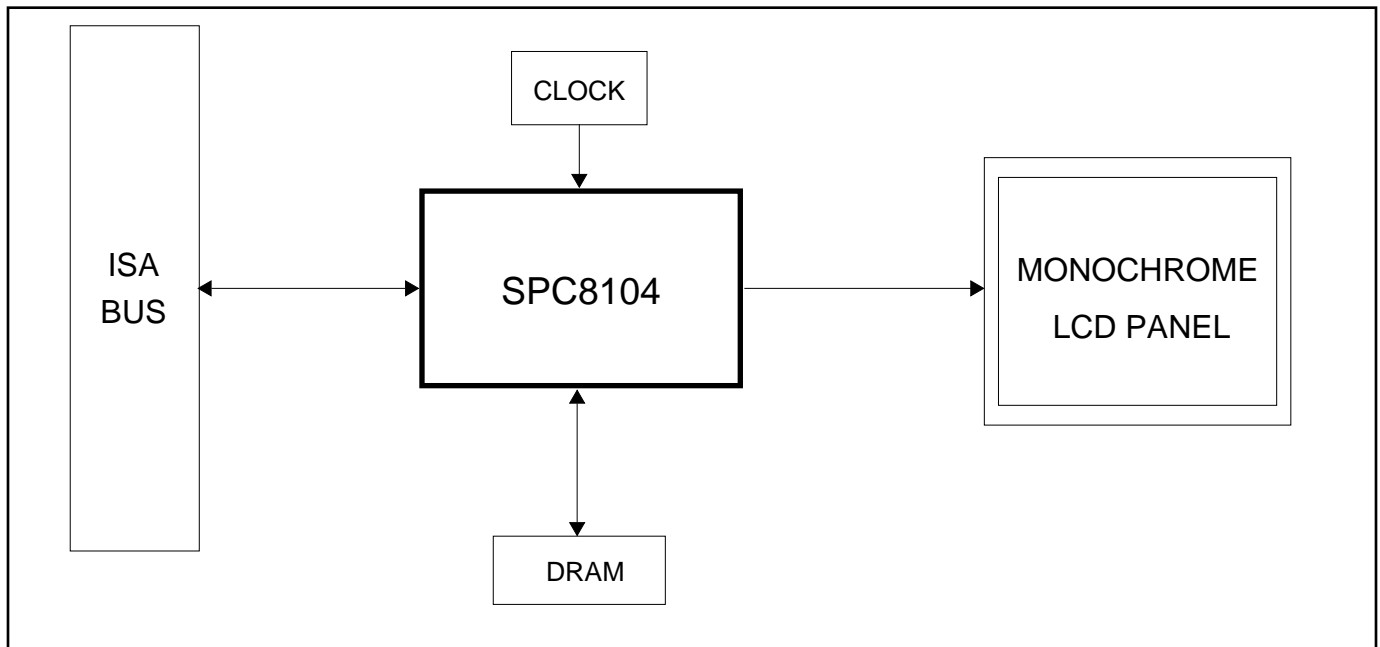 CLOCK
ISA
BUS
SPC8104
MONOCHROME
LCD PANEL
DRAM